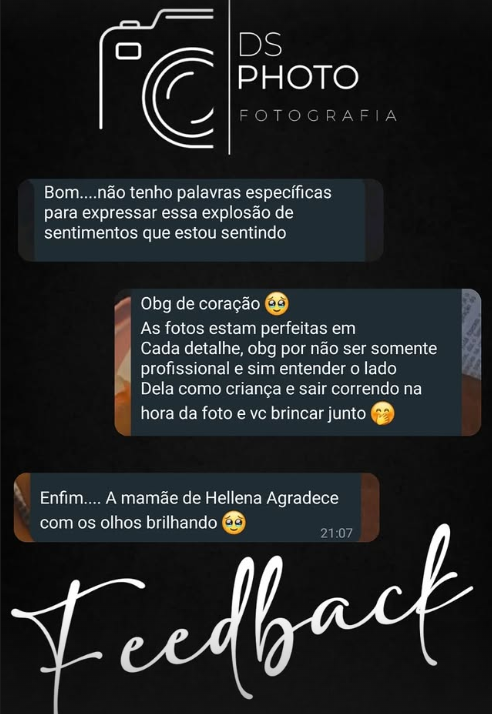 DS
PHOTO
FOTOGRAFIA
Bom....não tenho palavras específicas
para expressar essa explosão de
sentimentos que estou sentindo
Obg de coração 🥹
As fotos estam perfeitas em
Cada detalhe, obg por não ser somente
profissional e sim entender o lado
Dela como criança e sair correndo na
hora da foto e vc brincar junto 🤭
Enfim.... A mamãe de Hellena Agradece
com os olhos brilhando 🥹
21:07
Feedback